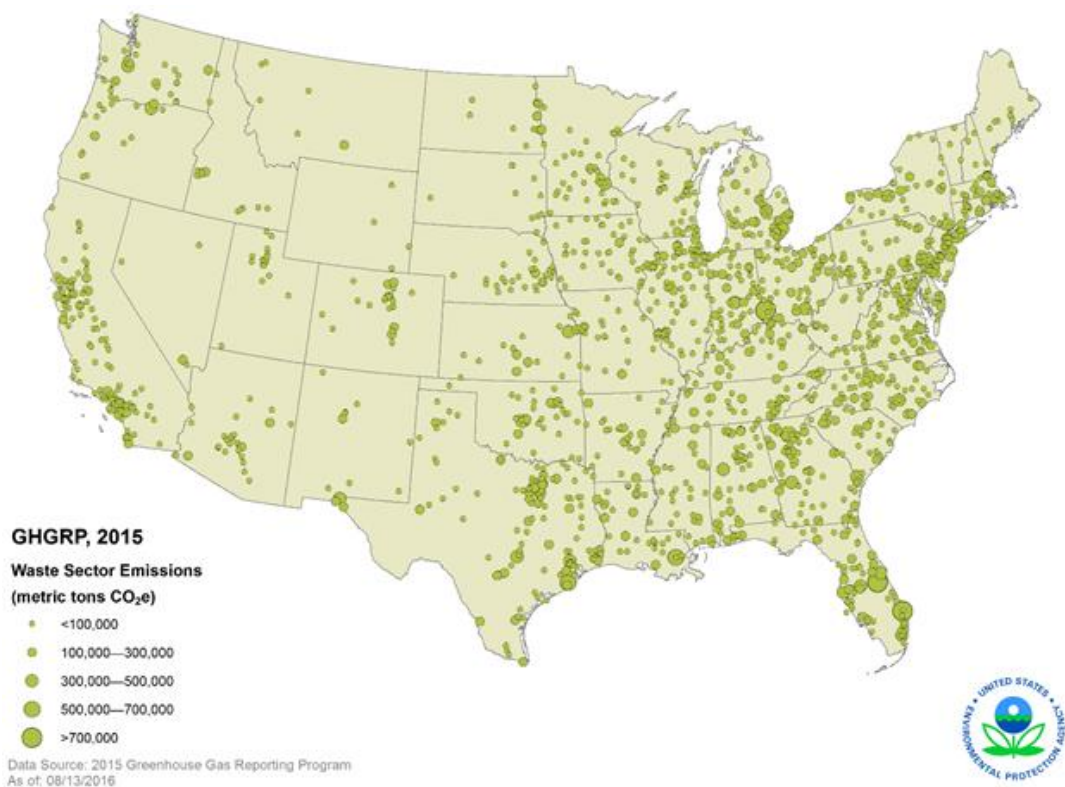 GHGRP, 2015
Waste Sector Emissions
(metric tons CO₂e)
<100,000
100,000—300,000
300,000—500,000
500,000—700,000
>700,000
Data Source: 2015 Greenhouse Gas Reporting Program
As of: 08/13/2016
UNITED STATES
ENVIRONMENTAL PROTECTION AGENCY